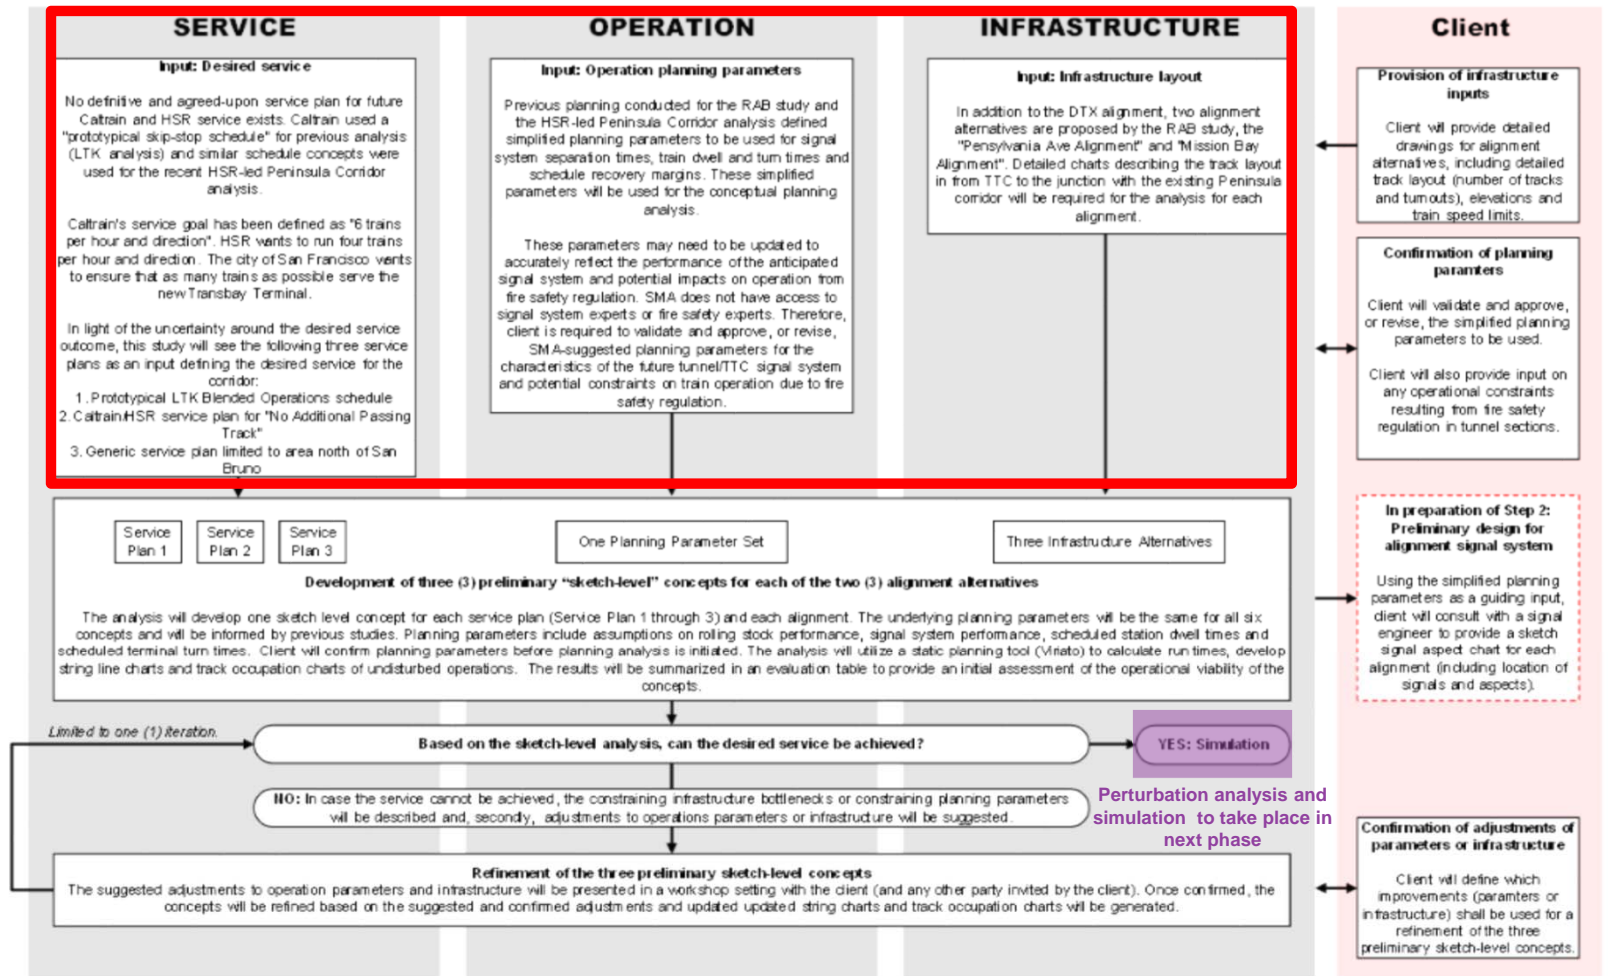 SERVICE
Input: Desired service
No definitive and agreed-upon service plan for future
Caltrain and HSR service exists. Caltrain used a
"prototypical skip-stop schedule" for previous analysis
(LTK analysis) and similar schedule concepts were
used for the recent HSR-led Peninsula Corridor
analysis.
Caltrain's service goal has been defined as "6 trains
per hour and direction". HSR wants to run four trains
per hour and direction. The city of San Francisco wants
to ensure that as many trains as possible serve the
new Transbay Terminal.
In light of the uncertainty around the desired service
outcome, this study will see the following three service
plans as an input defining the desired service for the
corridor:
1. Prototypical LTK Blended Operations schedule
2. Caltrain/HSR service plan for "No Additional Passing
Track"
3. Generic service plan limited to area north of San
Bruno
OPERATION
Input: Operation planning parameters
Previous planning conducted for the RAB study and
the HSR-led Peninsula Corridor analysis defined
simplified planning parameters to be used for signal
system separation times, train dwell and turn times and
schedule recovery margins. These simplified
parameters will be used for the conceptual planning
analysis.
These parameters may need to be updated to
accurately reflect the performance of the anticipated
signal system and potential impacts on operation from
fire safety regulation. SMA does not have access to
signal system experts or fire safety experts. Therefore,
client is required to validate and approve, or revise,
SMA-suggested planning parameters for the
characteristics of the future tunnel/TTC signal system
and potential constraints on train operation due to fire
safety regulation.
INFRASTRUCTURE
Input: Infrastructure layout
In addition to the DTX alignment, two alignment
alternatives are proposed by the RAB study, the
"Pensylvania Ave Alignment" and "Mission Bay
Alignment". Detailed charts describing the track layout
in from TTC to the junction with the existing Peninsula
corridor will be required for the analysis for each
alignment.
Client
Provision of infrastructure
inputs
Client will provide detailed
drawings for alignment
alternatives, including detailed
track layout (number of tracks
and turnouts), elevations and
train speed limits.
Confirmation of planning
paramters
Client will validate and approve,
or revise, the simplified planning
parameters to be used.
Client will also provide input on
any operational constraints
resulting from fire safety
regulation in tunnel sections.
Service
Plan 1
Service
Plan 2
Service
Plan 3
One Planning Parameter Set
Three Infrastructure Alternatives
Development of three (3) preliminary "sketch-level" concepts for each of the two (3) alignment alternatives
The analysis will develop one sketch level concept for each service plan (Service Plan 1 through 3) and each alignment. The underlying planning parameters will be the same for all six
concepts and will be informed by previous studies. Planning parameters include assumptions on rolling stock performance, signal system performance, scheduled station dwell times and
scheduled terminal turn times. Client will confirm planning parameters before planning analysis is initiated. The analysis will utilize a static planning tool (Viriato) to calculate run times, develop
string line charts and track occupation charts of undisturbed operations. The results will be summarized in an evaluation table to provide an initial assessment of the operational viability of the
concepts.
In preparation of Step 2:
Preliminary design for
alignment signal system
Using the simplified planning
parameters as a guiding input,
client will consult with a signal
engineer to provide a sketch
signal aspect chart for each
alignment (including location of
signals and aspects).
Limited to one (1) iteration.
Based on the sketch-level analysis, can the desired service be achieved?
YES: Simulation
NO: In case the service cannot be achieved, the constraining infrastructure bottlenecks or constraining planning parameters
will be described and, secondly, adjustments to operations parameters or infrastructure will be suggested.
Perturbation analysis and
simulation to take place in
next phase
Refinement of the three preliminary sketch-level concepts
The suggested adjustments to operation parameters and infrastructure will be presented in a workshop setting with the client (and any other party invited by the client). Once confirmed, the
concepts will be refined based on the suggested and confirmed adjustments and updated updated string charts and track occupation charts will be generated.
Confirmation of adjustments of
parameters or infrastructure
Client will define which
improvements (paramters or
infrastructure) shall be used for a
refinement of the three
preliminary sketch-level concepts.